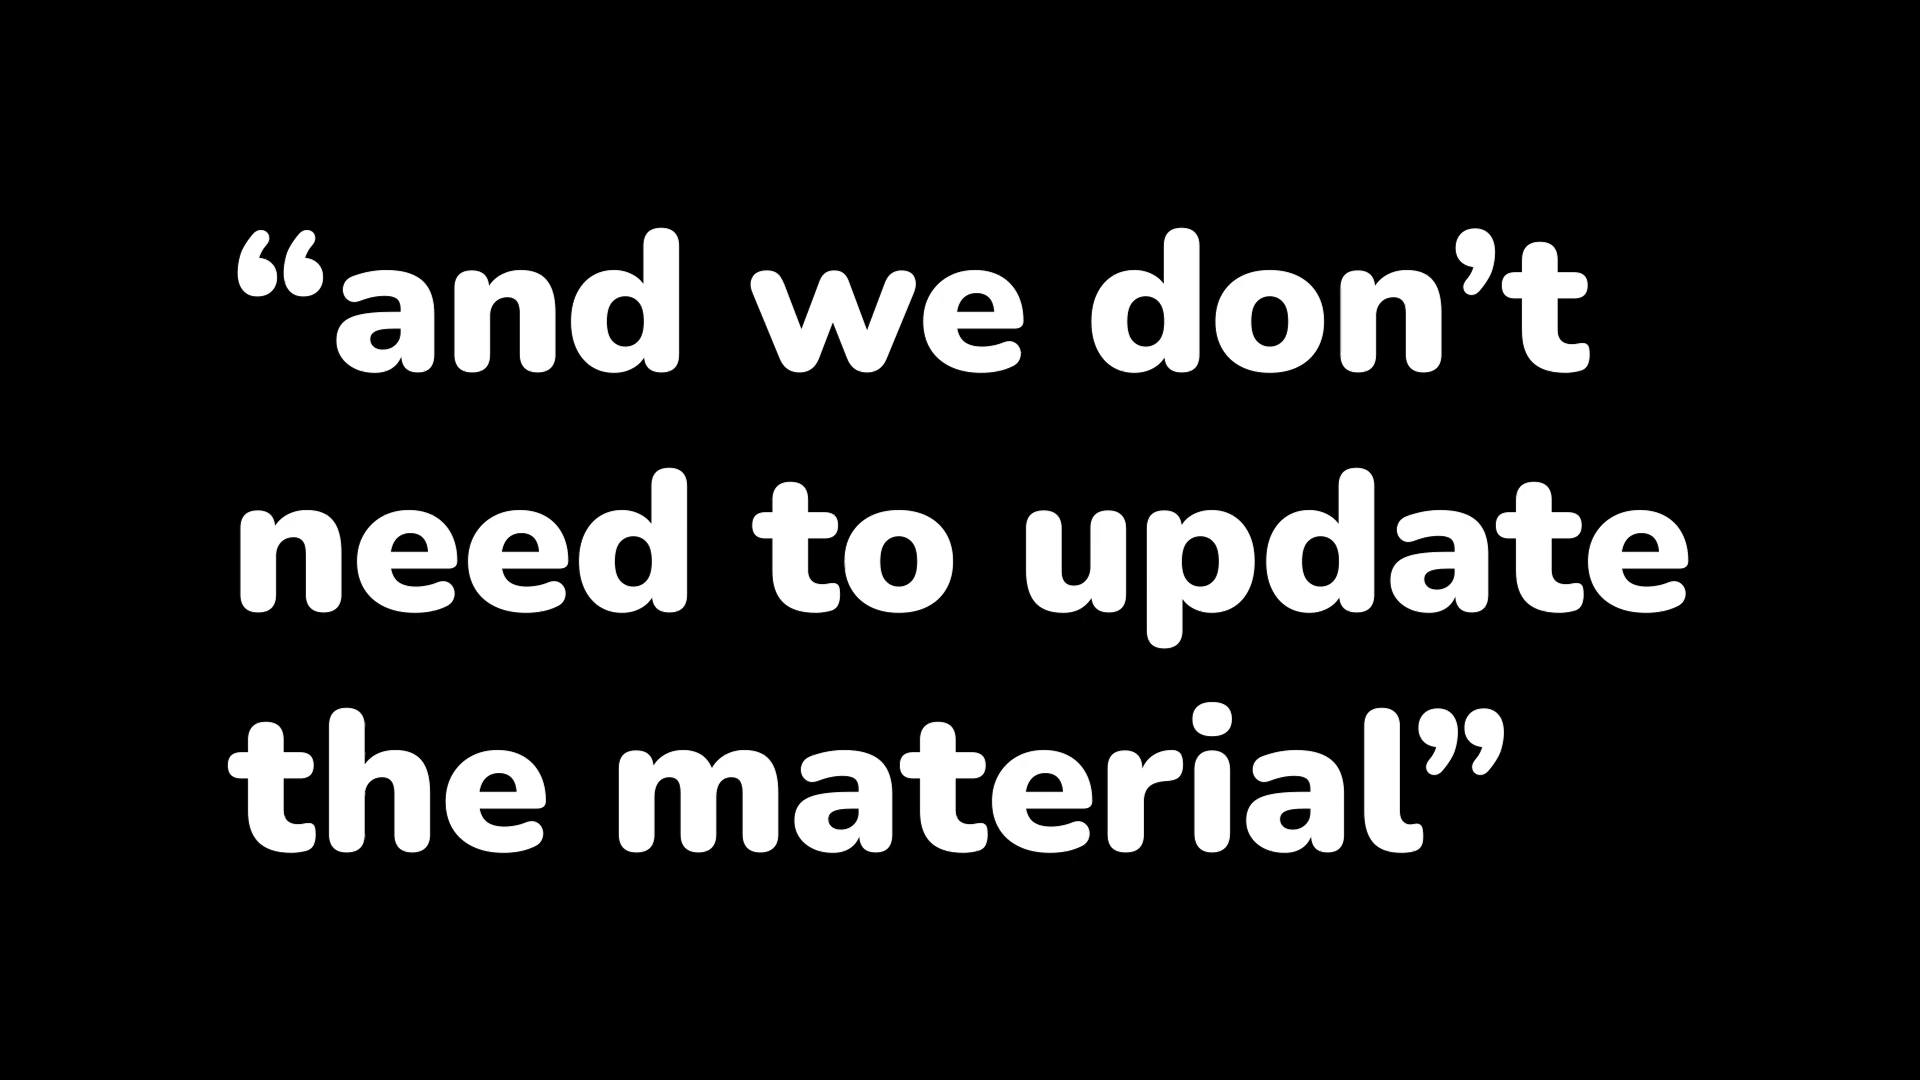 “and we don’t
need to update
the material”